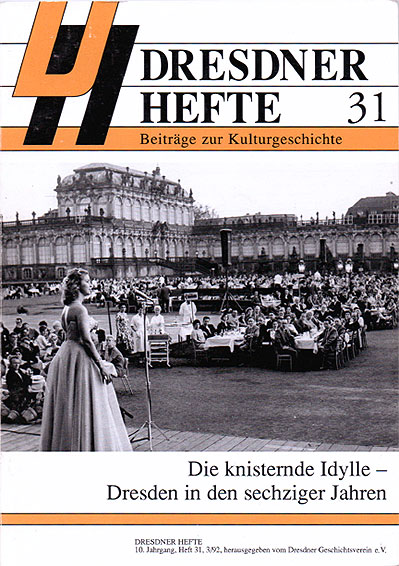 DRESDNER
HEFTE 31
Beiträge zur Kulturgeschichte
Die knisternde Idylle –
Dresden in den sechziger Jahren
DRESDNER HEFTE
10. Jahrgang, Heft 31, 3/92, herausgegeben vom Dresdner Geschichtsverein e.V.